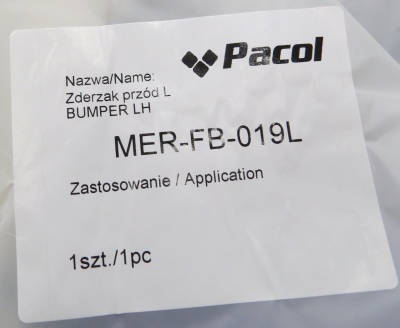 Pacol
Nazwa/Name:
Zderzak przód L
BUMPER LH
MER-FB-019L
Zastosowanie / Application
1szt./1pc